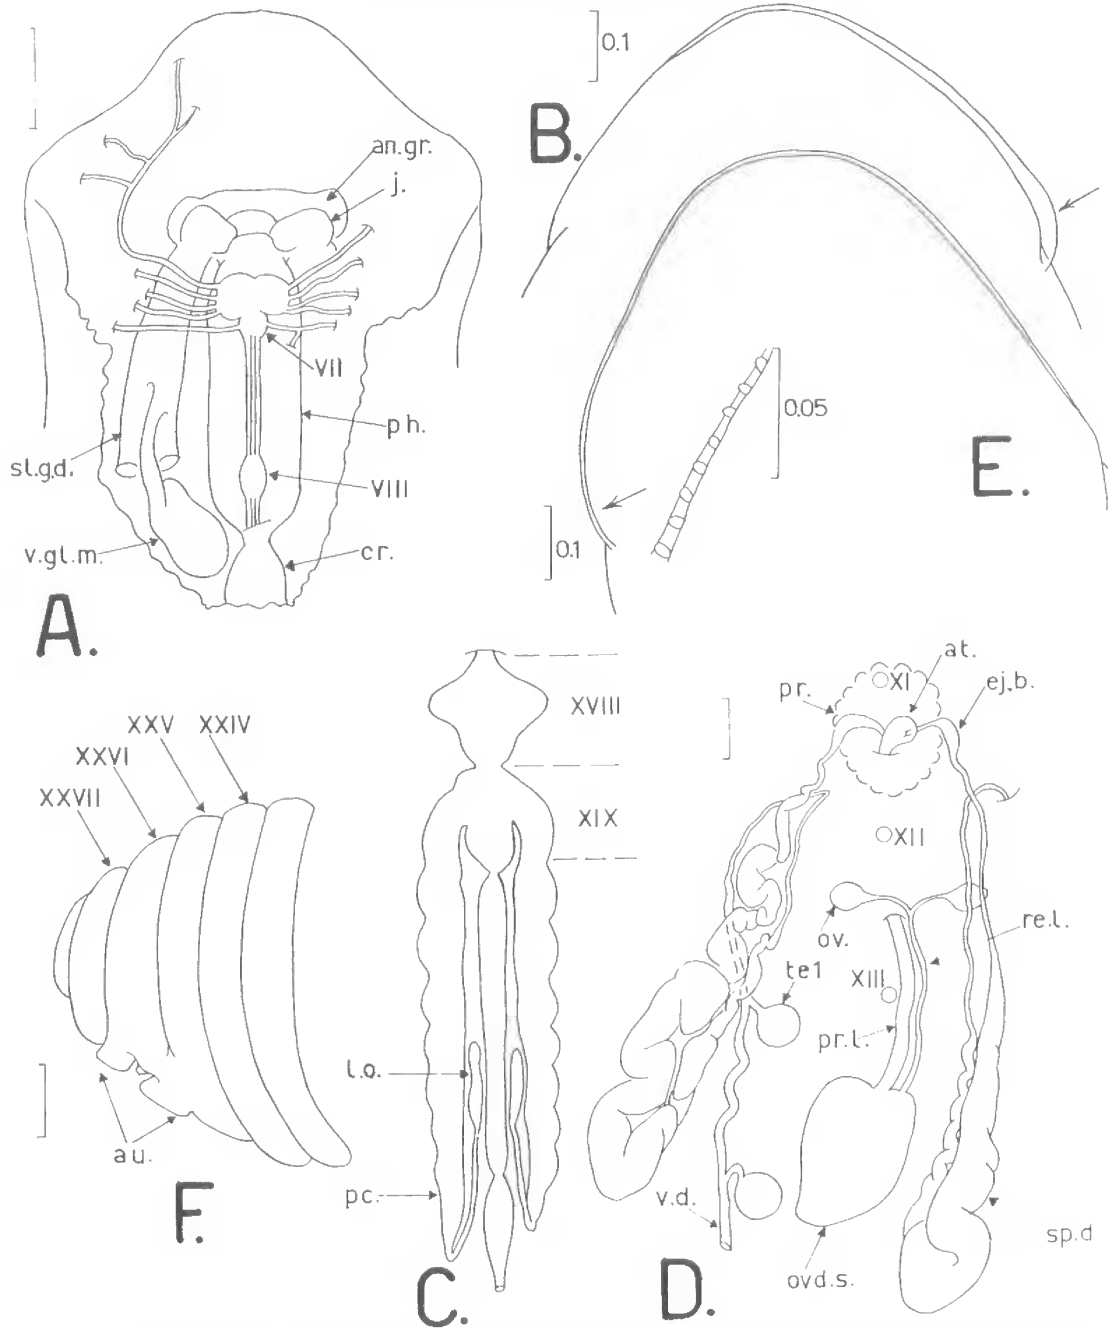 an.gr.
j.
VII
ph.
sl.g.d.
VIII
v.gl.m.
cr.
A.
0.1
B.
0.05
0.1
E.
XXIV
XXV
XXVI
XXVII
au.
F.
XVIII
XIX
l.o.
pc.
C.
at.
XI
pr.
ej.b.
XII
ov.
re.l.
te1
XIII
pr.l.
v.d.
ovd.s.
sp.d
D.